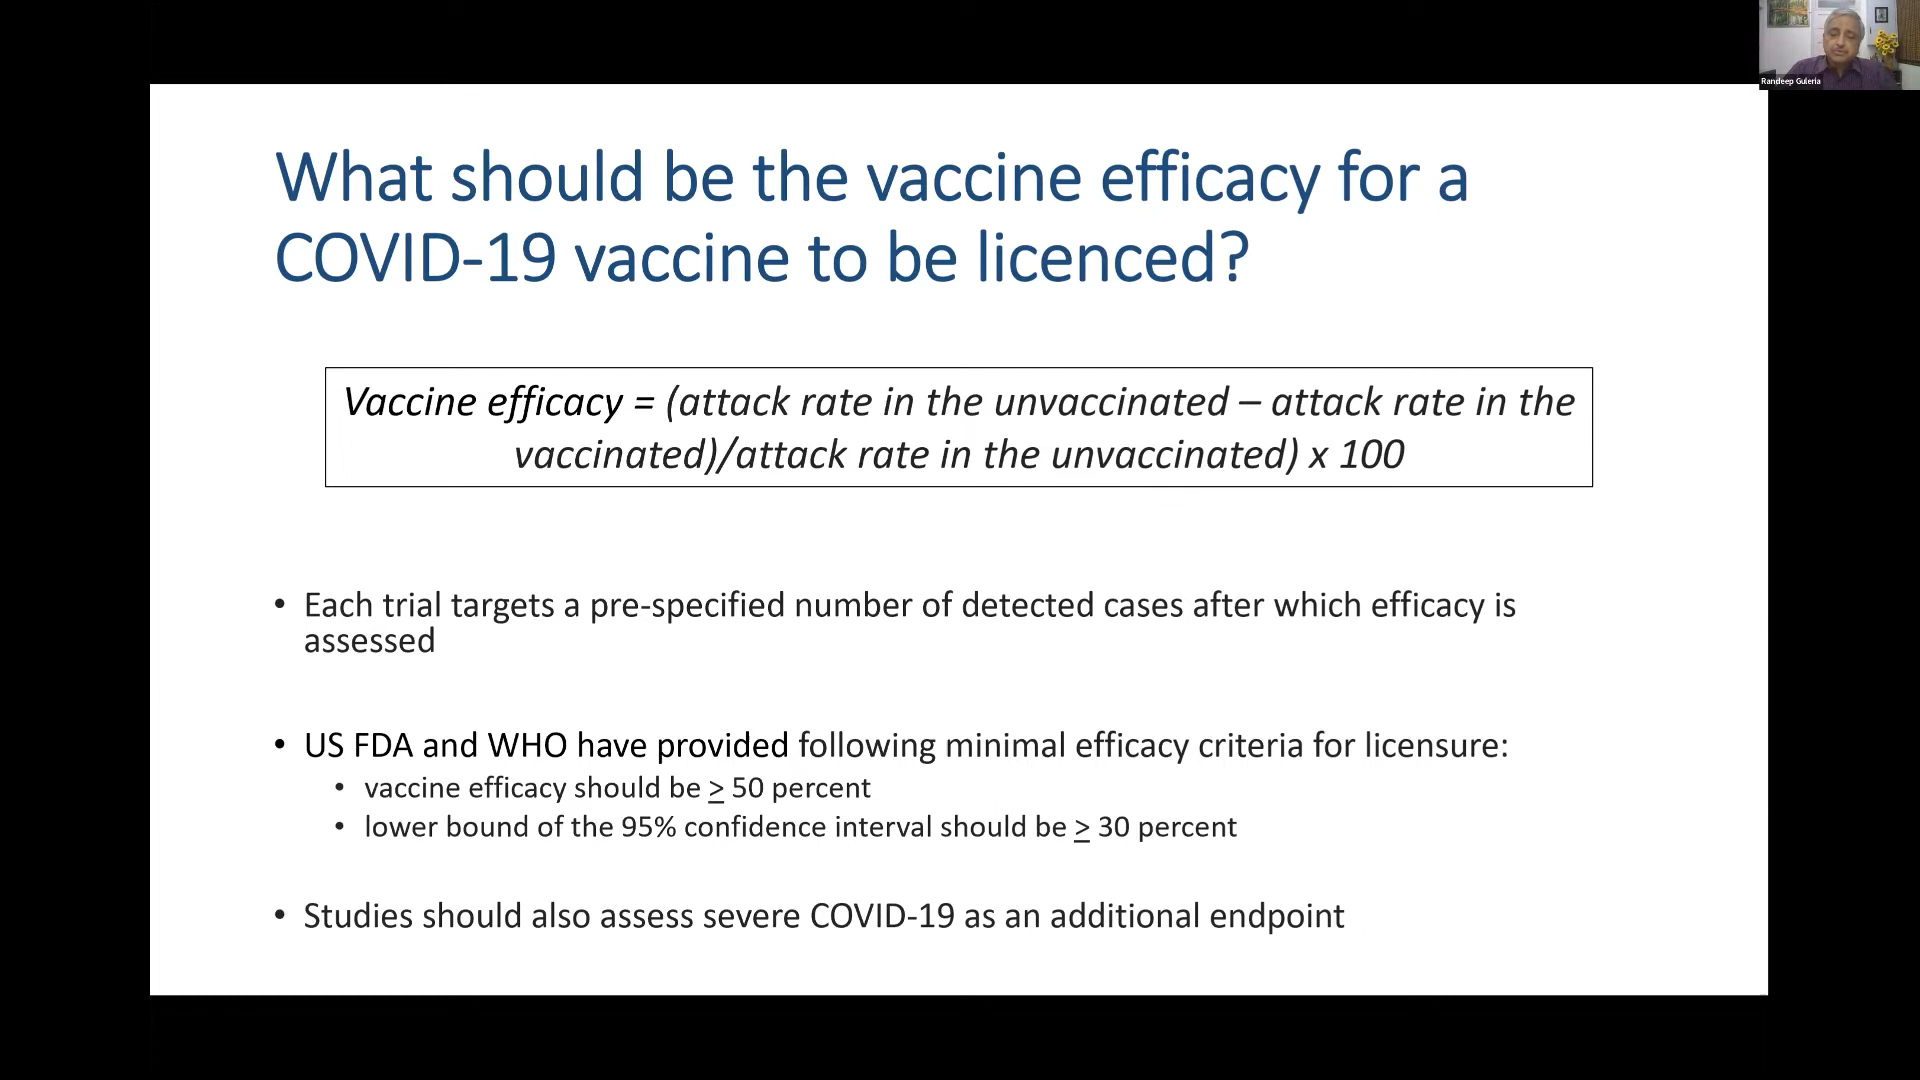 Randeep Guleria
What should be the vaccine efficacy for a
COVID-19 vaccine to be licenced?
Vaccine efficacy = (attack rate in the unvaccinated – attack rate in the
vaccinated)/attack rate in the unvaccinated) x 100
• Each trial targets a pre-specified number of detected cases after which efficacy is
assessed
• US FDA and WHO have provided following minimal efficacy criteria for licensure:
• vaccine efficacy should be ≥ 50 percent
• lower bound of the 95% confidence interval should be ≥ 30 percent
• Studies should also assess severe COVID-19 as an additional endpoint